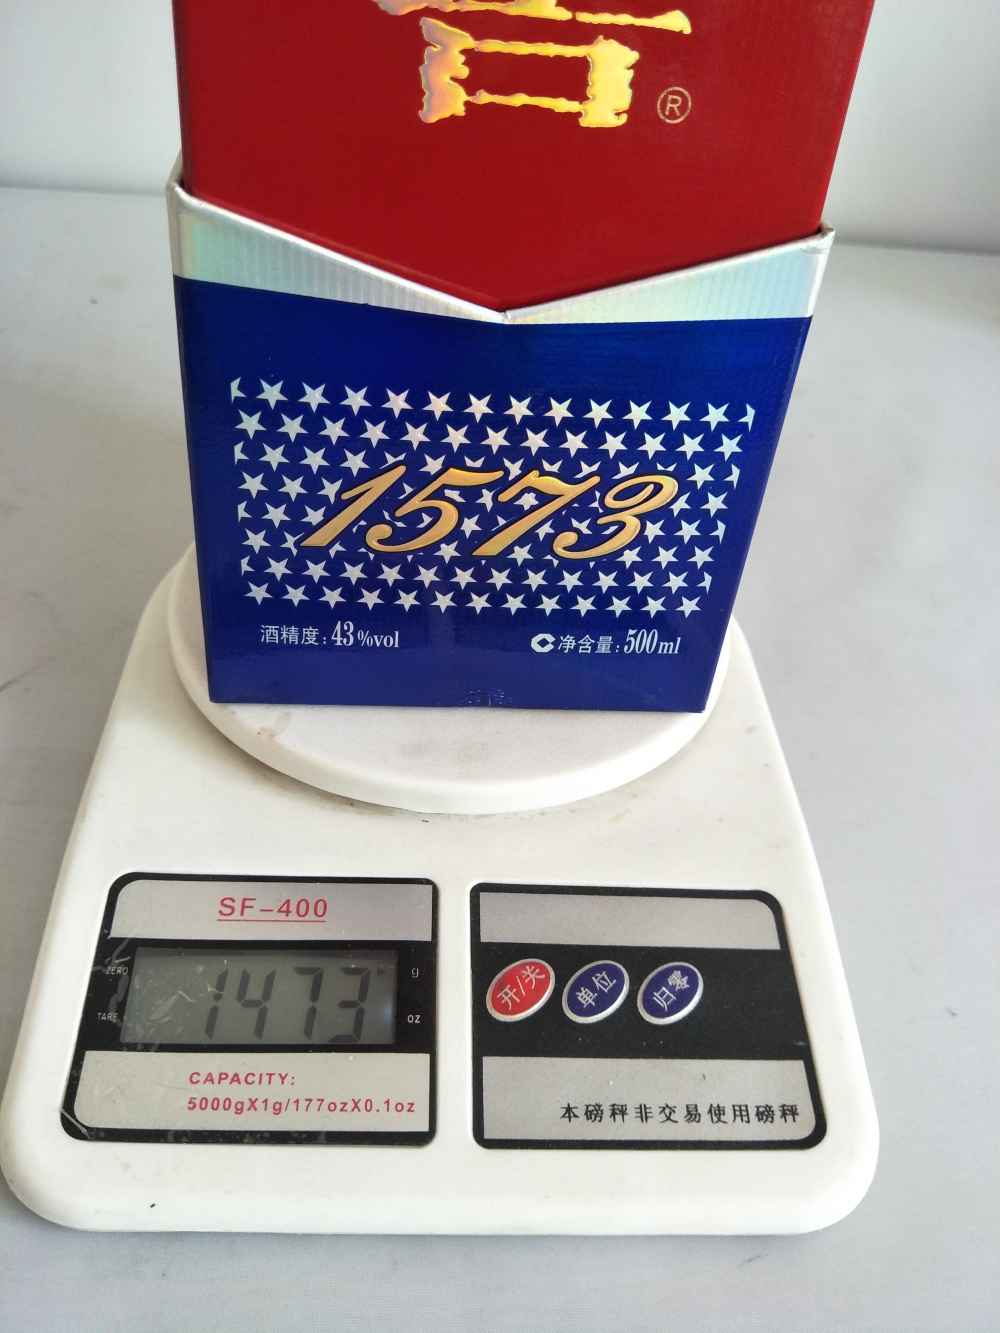 ®
1573
酒精度:43%vol
净含量:500ml
SF-400
ZERO
g
1473
TARE
oz
CAPACITY:
5000gX1g/177ozX0.1oz
开/关
单位
归零
本磅秤非交易使用磅秤